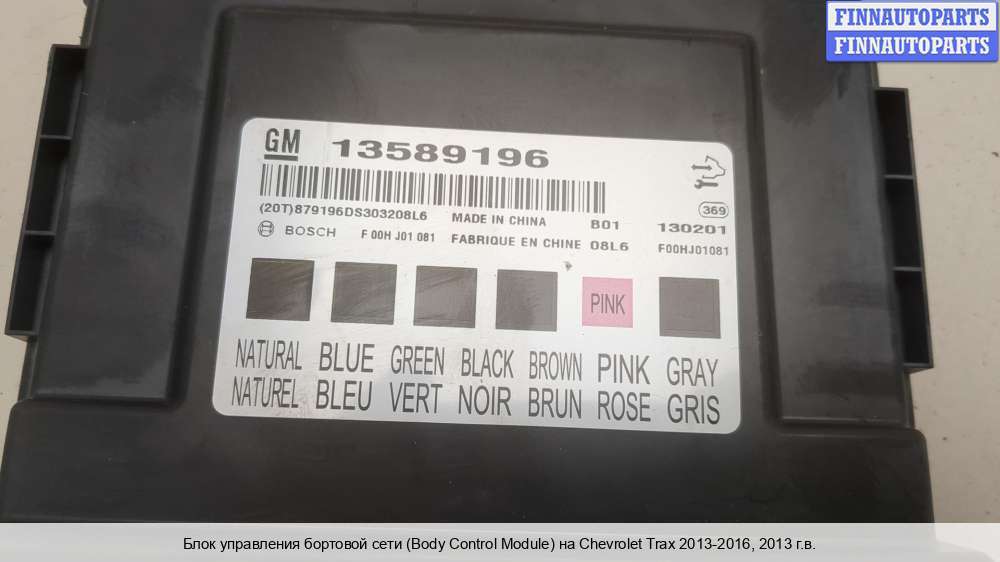 FINNAUTOPARTS
FINNAUTOPARTS
GM 13589196
(20T)879196DS303208L6 MADE IN CHINA B01 369 130201
BOSCH F 00H J01 081 FABRIQUE EN CHINE 08L6 F00HJ01081
PINK
NATURAL BLUE GREEN BLACK BROWN PINK GRAY
NATUREL BLEU VERT NOIR BRUN ROSE GRIS
Блок управления бортовой сети (Body Control Module) на Chevrolet Trax 2013-2016, 2013 г.в.